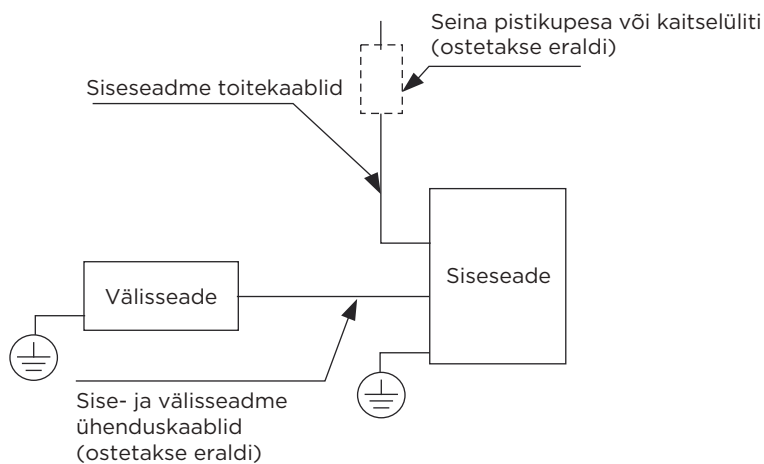 Seina pistikupesa või kaitselüliti
(ostetakse eraldi)
Siseseadme toitekaablid
Siseseade
Välisseade
Sise- ja välisseadme
ühenduskaablid
(ostetakse eraldi)